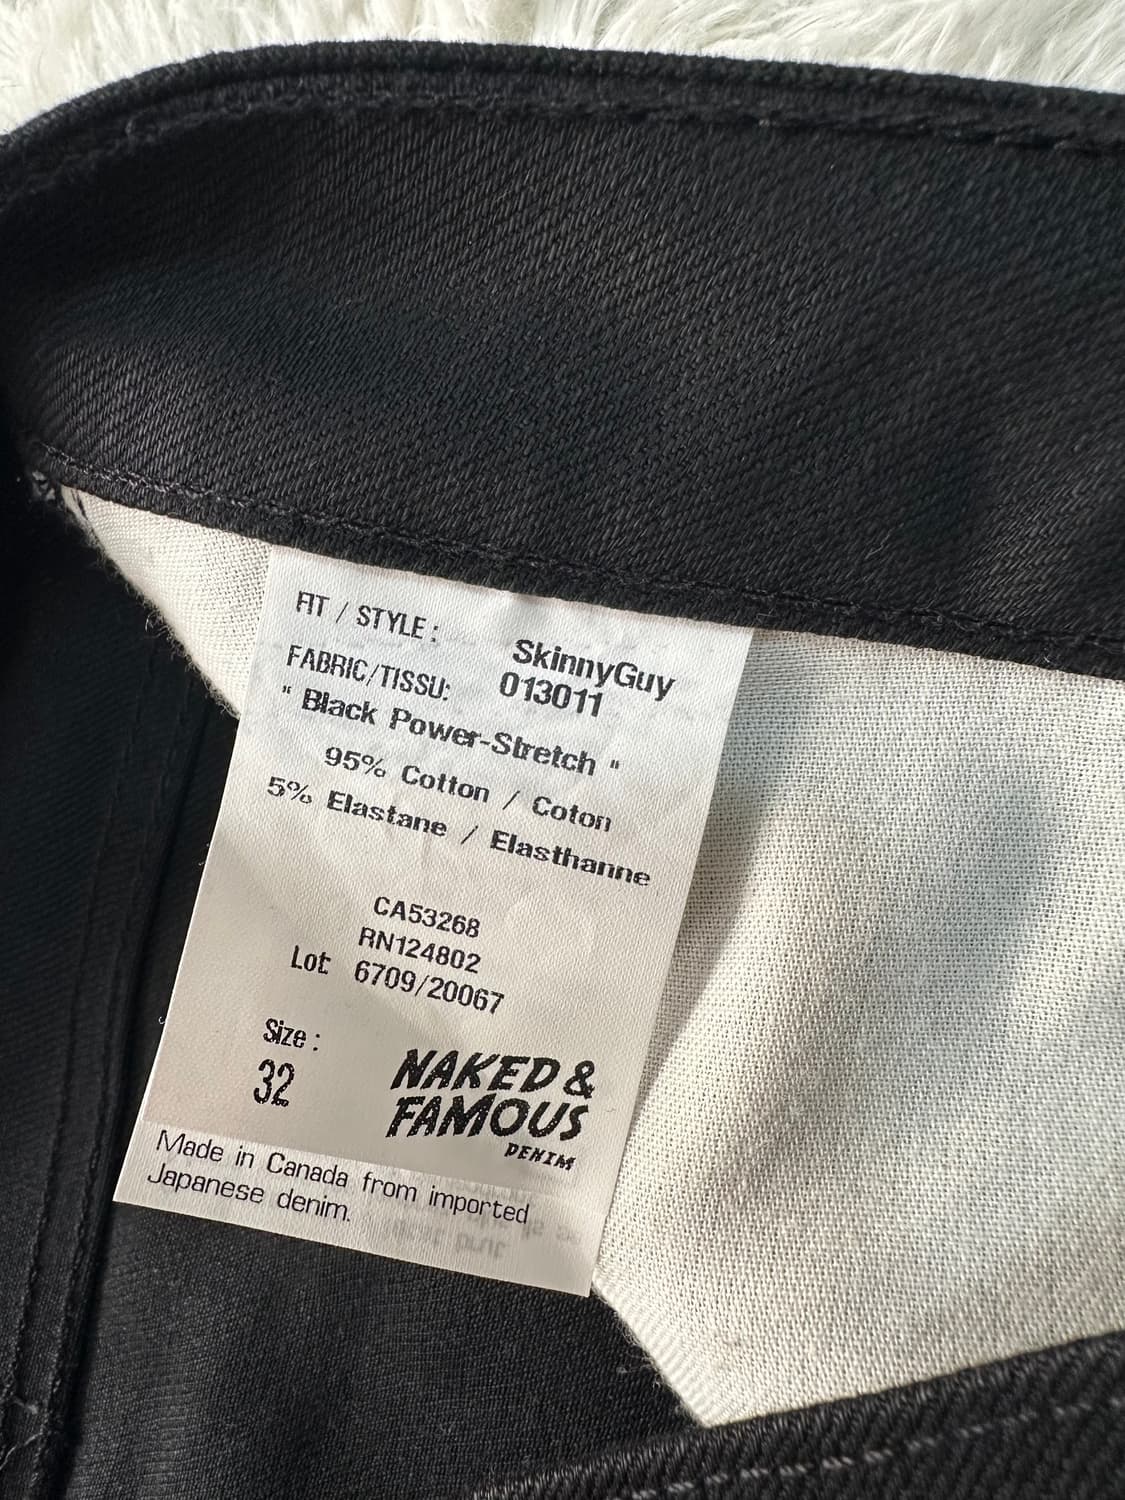 FIT / STYLE: SkinnyGuy
FABRIC/TISSU: 013011
" Black Power-Stretch "
95% Cotton / Coton
5% Elastane / Elasthanne
CA53268
RN124802
Lot 6709/20067
Size:
32
NAKED &
FAMOUS
DENIM
Made in Canada from imported
Japanese denim.